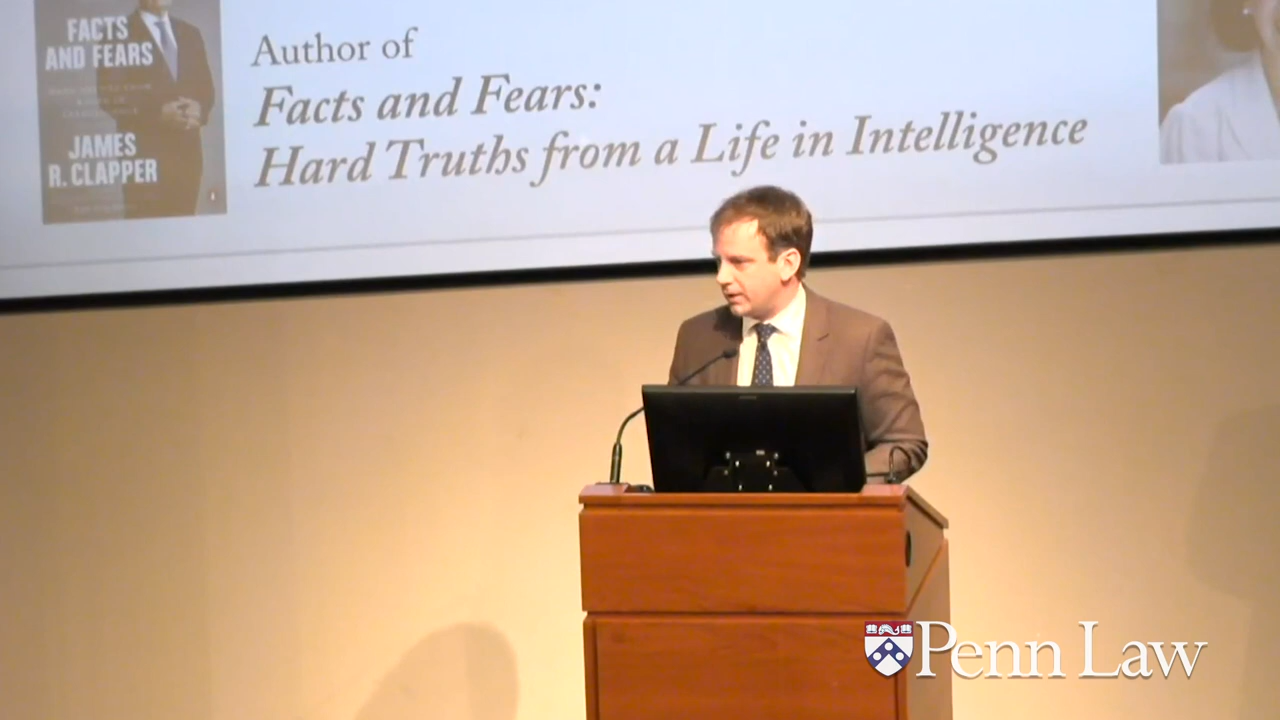 FACTS
AND FEARS
JAMES
R. CLAPPER
Author of
Facts and Fears:
Hard Truths from a Life in Intelligence
Penn Law